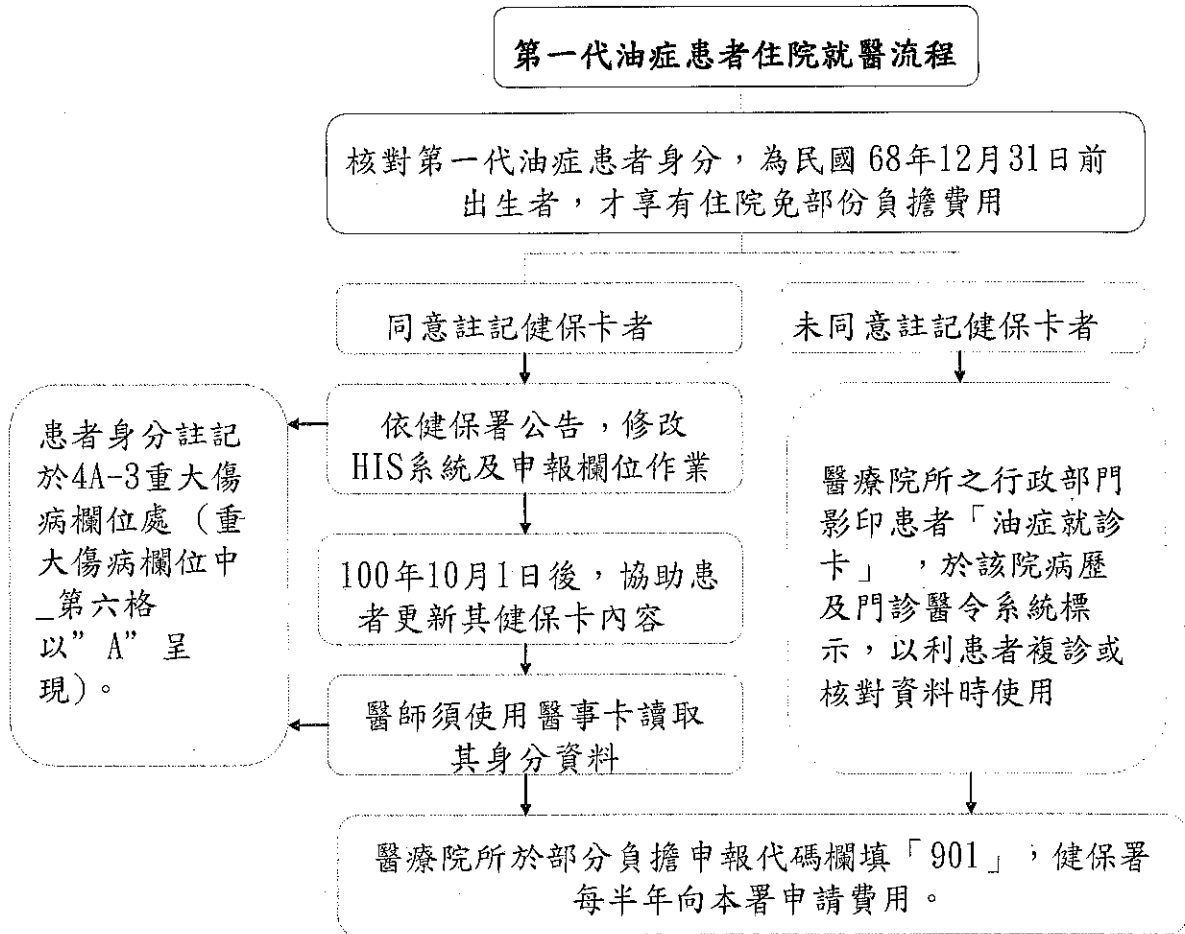 第一代油症患者住院就醫流程
核對第一代油症患者身分，為民國 68年12月31日前
出生者，才享有住院免部份負擔費用
同意註記健保卡者
未同意註記健保卡者
依健保署公告，修改
HIS系統及申報欄位作業
患者身分註記
於4A-3重大傷
病欄位處（重
大傷病欄位中
_第六格
以”A”呈
現）。
100年10月1日後，協助患
者更新其健保卡內容
醫師須使用醫事卡讀取
其身分資料
醫療院所之行政部門
影印患者「油症就診
卡」，於該院病歷
及門診醫令系統標
示，以利患者複診或
核對資料時使用
醫療院所於部分負擔申報代碼欄填「901」，健保署
每半年向本署申請費用。